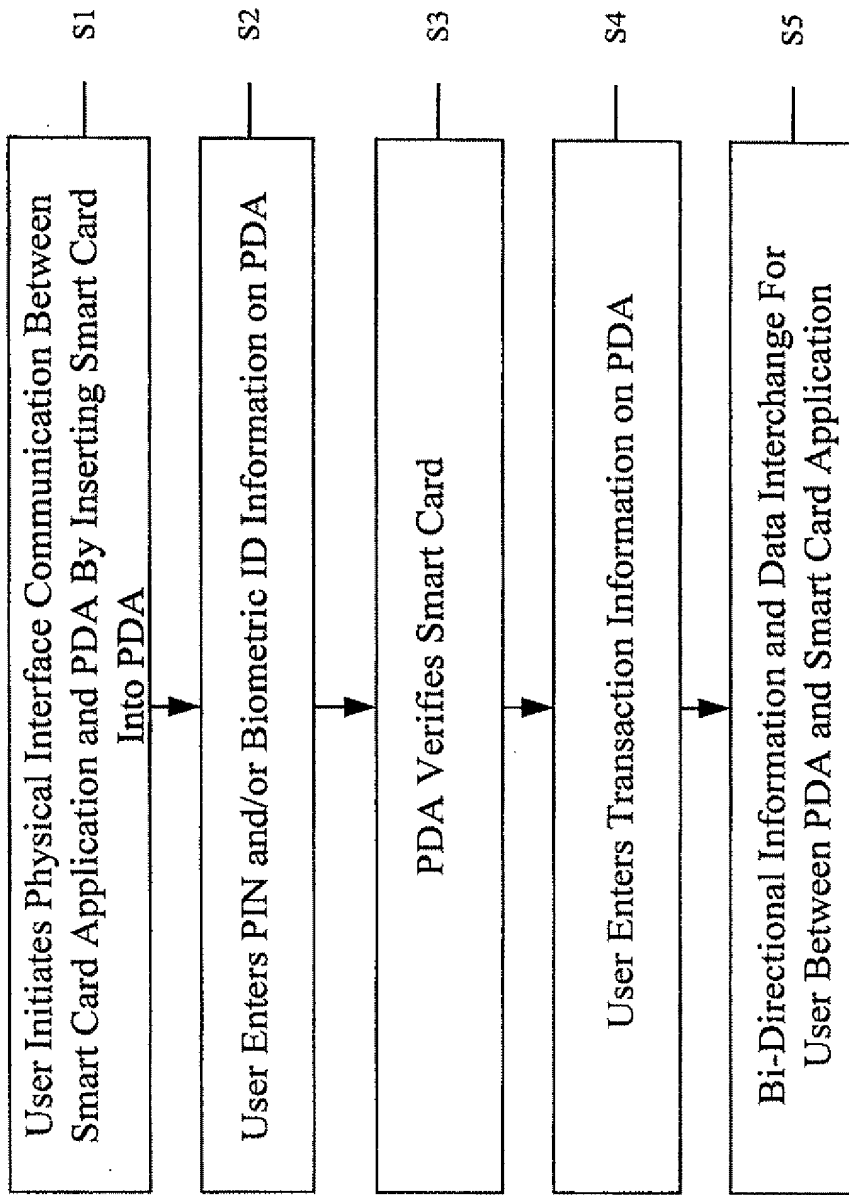 User Initiates Physical Interface Communication Between
Smart Card Application and PDA By Inserting Smart Card
Into PDA
S1
User Enters PIN and/or Biometric ID Information on PDA
S2
PDA Verifies Smart Card
S3
User Enters Transaction Information on PDA
S4
Bi-Directional Information and Data Interchange For
User Between PDA and Smart Card Application
S5